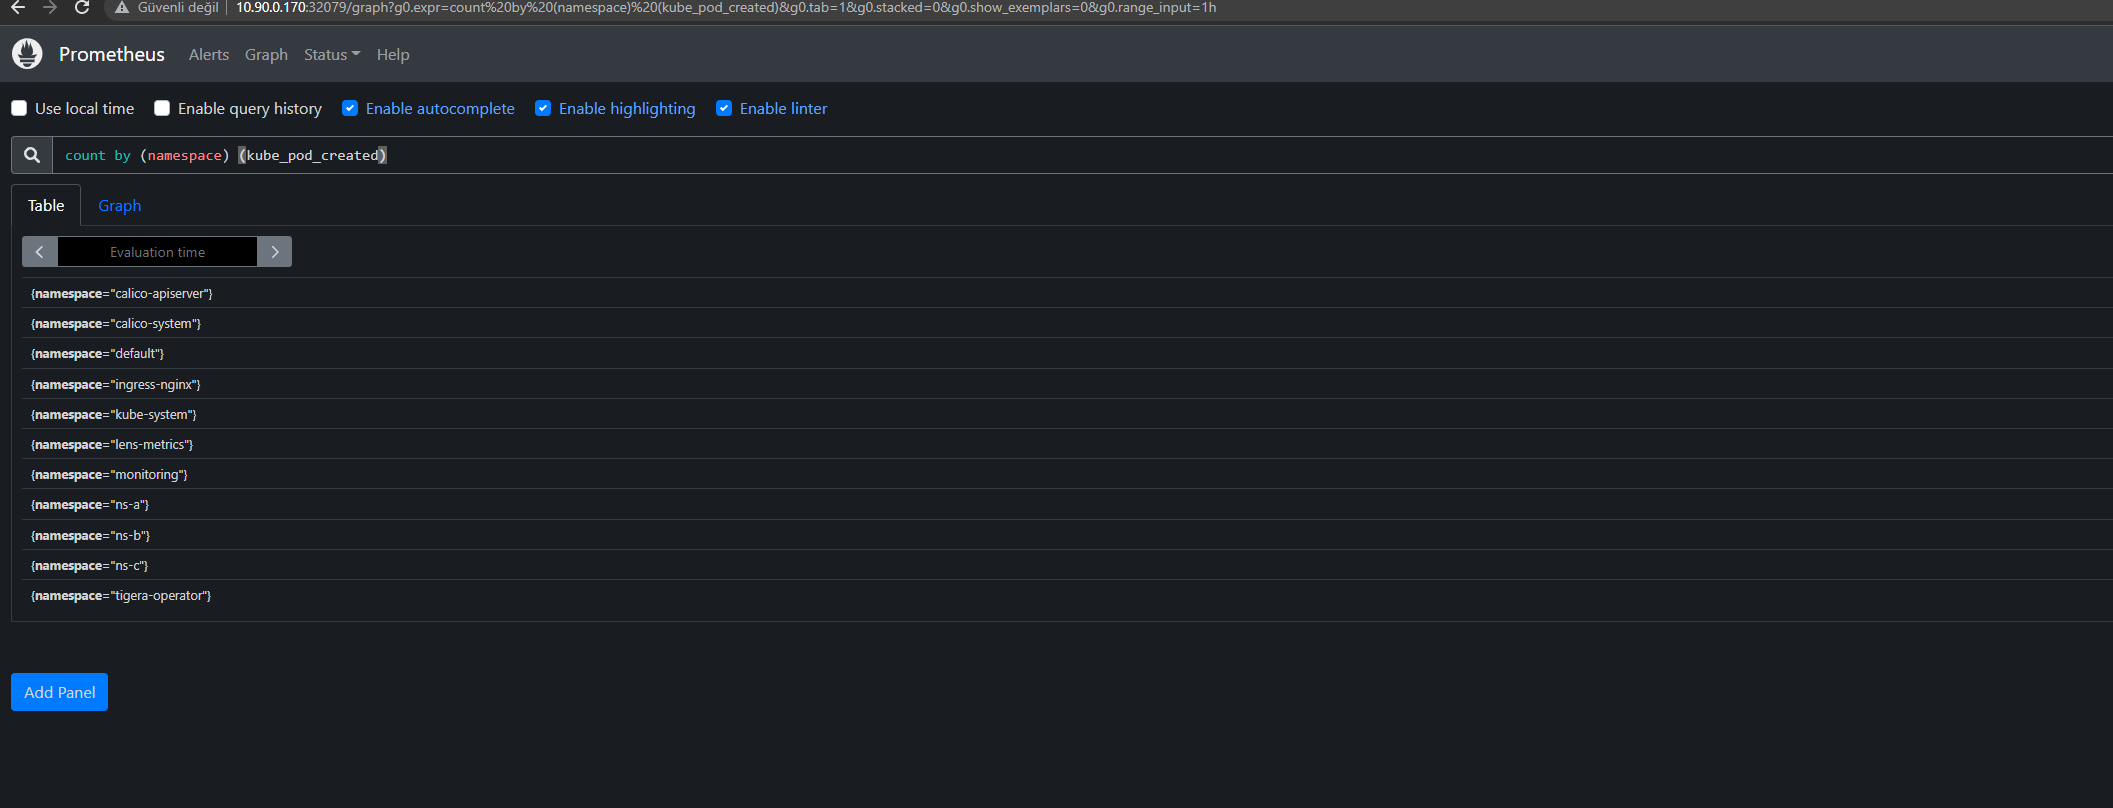 Güvenli değil 10.90.0.170:32079/graph?g0.expr=count%20by%20(namespace)%20(kube_pod_created)&g0.tab=1&g0.stacked=0&g0.show_exemplars=0&g0.range_input=1h
Prometheus Alerts Graph Status Help
Use local time Enable query history Enable autocomplete Enable highlighting Enable linter
count by (namespace) (kube_pod_created)
Table Graph
Evaluation time
{namespace="calico-apiserver"}
{namespace="calico-system"}
{namespace="default"}
{namespace="ingress-nginx"}
{namespace="kube-system"}
{namespace="lens-metrics"}
{namespace="monitoring"}
{namespace="ns-a"}
{namespace="ns-b"}
{namespace="ns-c"}
{namespace="tigera-operator"}
Add Panel